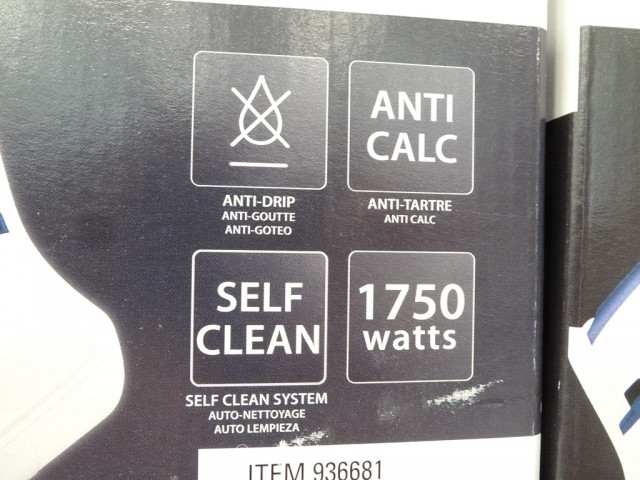 ANTI-DRIP
ANTI-GOUTTE
ANTI-GOTEO
ANTI
CALC
ANTI-TARTRE
ANTI CALC
SELF
CLEAN
SELF CLEAN SYSTEM
AUTO-NETTOYAGE
AUTO LEMPIEZA
1750
watts
ITEM 936681